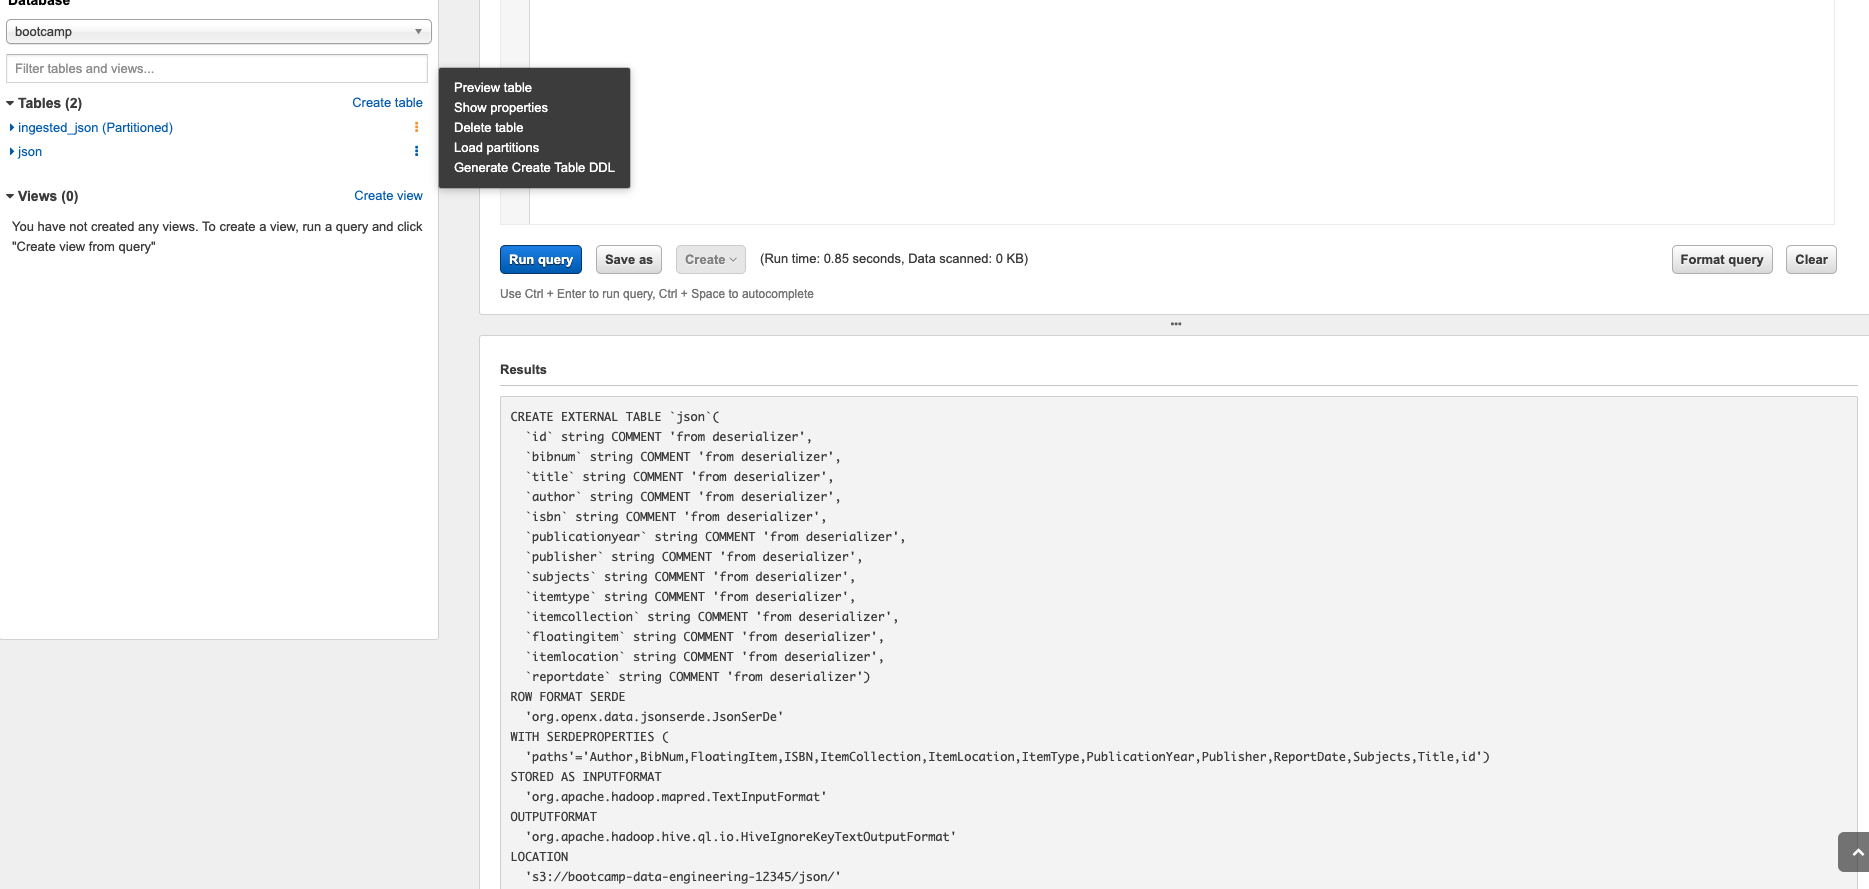 Database
bootcamp
Filter tables and views...
Tables (2)
Create table
ingested_json (Partitioned)
json
Views (0)
Create view
You have not created any views. To create a view, run a query and click
"Create view from query"
Preview table
Show properties
Delete table
Load partitions
Generate Create Table DDL
Run query
Save as
Create
(Run time: 0.85 seconds, Data scanned: 0 KB)
Format query
Clear
Use Ctrl + Enter to run query, Ctrl + Space to autocomplete
Results
CREATE EXTERNAL TABLE `json`(
  `id` string COMMENT 'from deserializer',
  `bibnum` string COMMENT 'from deserializer',
  `title` string COMMENT 'from deserializer',
  `author` string COMMENT 'from deserializer',
  `isbn` string COMMENT 'from deserializer',
  `publicationyear` string COMMENT 'from deserializer',
  `publisher` string COMMENT 'from deserializer',
  `subjects` string COMMENT 'from deserializer',
  `itemtype` string COMMENT 'from deserializer',
  `itemcollection` string COMMENT 'from deserializer',
  `floatingitem` string COMMENT 'from deserializer',
  `itemlocation` string COMMENT 'from deserializer',
  `reportdate` string COMMENT 'from deserializer')
ROW FORMAT SERDE
  'org.openx.data.jsonserde.JsonSerDe'
WITH SERDEPROPERTIES (
  'paths'='Author,BibNum,FloatingItem,ISBN,ItemCollection,ItemLocation,ItemType,PublicationYear,Publisher,ReportDate,Subjects,Title,id')
STORED AS INPUTFORMAT
  'org.apache.hadoop.mapred.TextInputFormat'
OUTPUTFORMAT
  'org.apache.hadoop.hive.ql.io.HiveIgnoreKeyTextOutputFormat'
LOCATION
  's3://bootcamp-data-engineering-12345/json/'